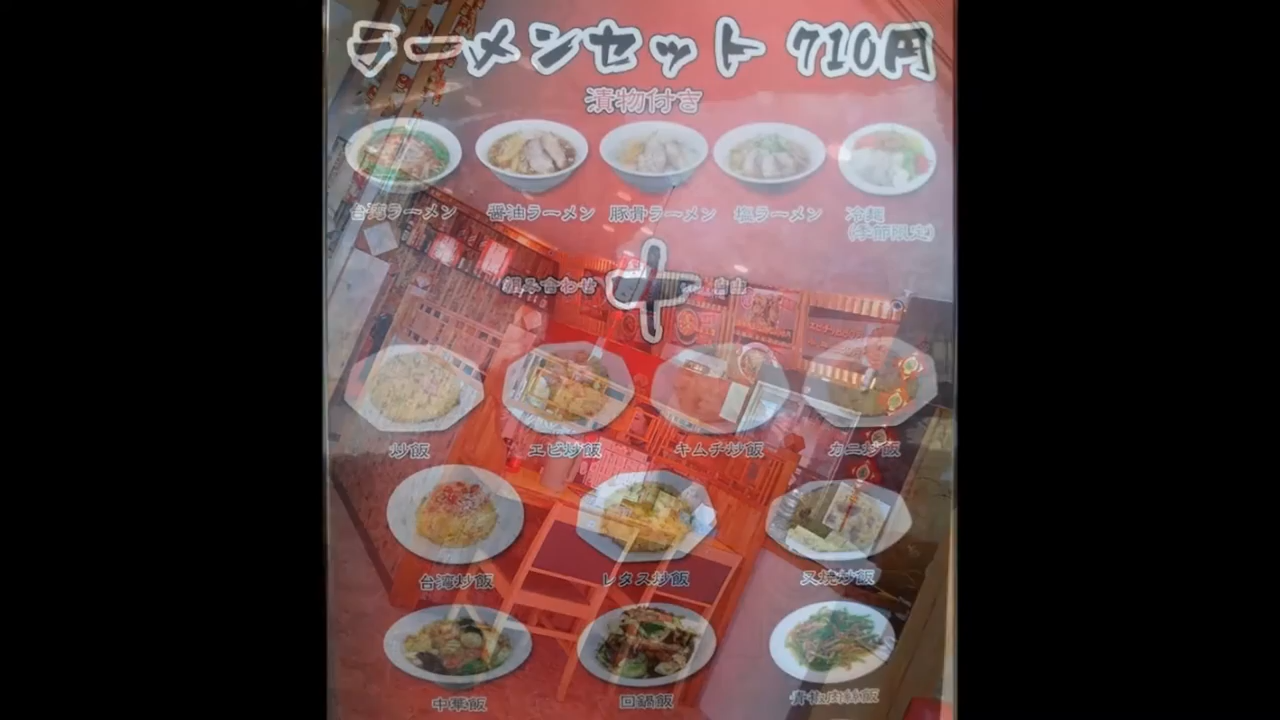 ラーメンセット 710円
漬物付き
台湾ラーメン 醤油ラーメン 豚骨ラーメン 塩ラーメン 冷麺
(季節限定)
組み合わせ + 自由
炒飯 エビ炒飯 キムチ炒飯 カニ炒飯
台湾炒飯 レタス炒飯 叉焼炒飯
中華飯 回鍋飯 青椒肉絲飯